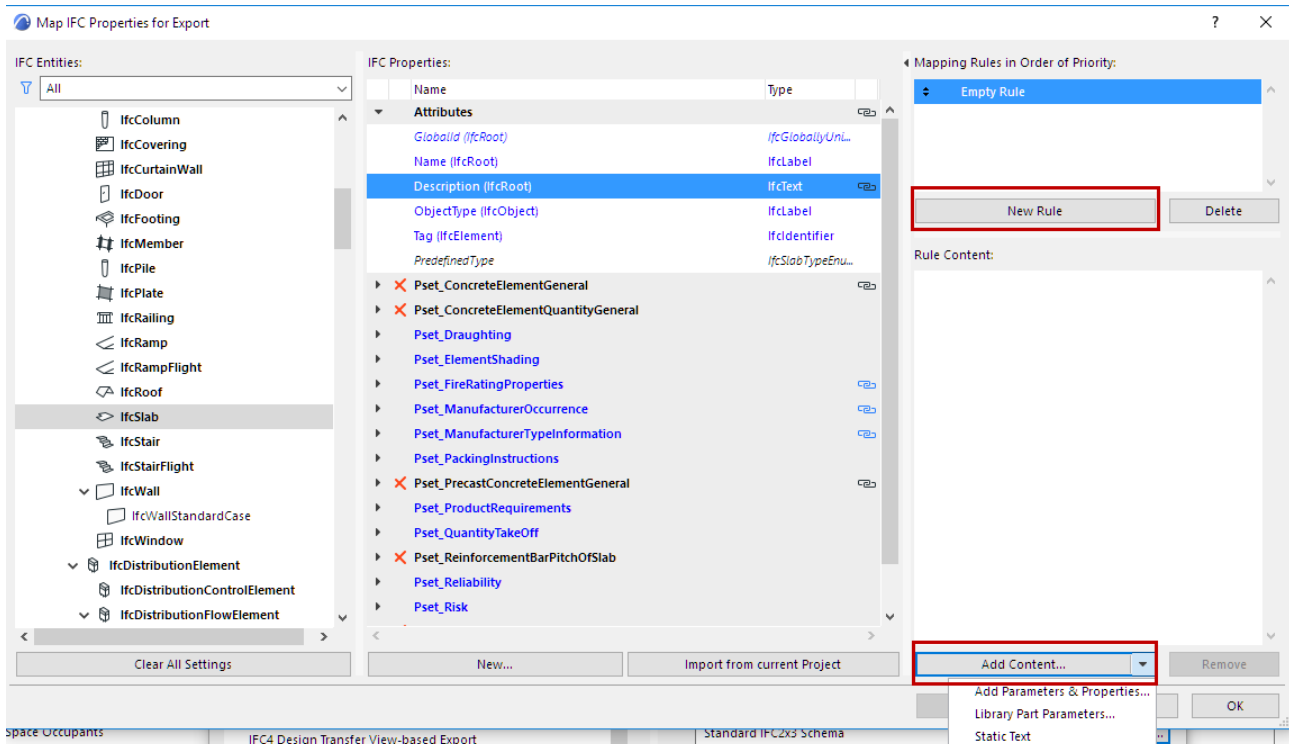 Map IFC Properties for Export
?
IFC Entities:
All
IfcColumn
IfcCovering
IfcCurtainWall
IfcDoor
IfcFooting
IfcMember
IfcPile
IfcPlate
IfcRailing
IfcRamp
IfcRampFlight
IfcRoof
IfcSlab
IfcStair
IfcStairFlight
IfcWall
IfcWallStandardCase
IfcWindow
IfcDistributionElement
IfcDistributionControlElement
IfcDistributionFlowElement
Clear All Settings
IFC Properties:
Name Type
Attributes
GlobalId (IfcRoot) IfcGloballyUni...
Name (IfcRoot) IfcLabel
Description (IfcRoot) IfcText
ObjectType (IfcObject) IfcLabel
Tag (IfcElement) IfcIdentifier
PredefinedType IfcSlabTypeEnu...
Pset_ConcreteElementGeneral
Pset_ConcreteElementQuantityGeneral
Pset_Draughting
Pset_ElementShading
Pset_FireRatingProperties
Pset_ManufacturerOccurrence
Pset_ManufacturerTypeInformation
Pset_PackingInstructions
Pset_PrecastConcreteElementGeneral
Pset_ProductRequirements
Pset_QuantityTakeOff
Pset_ReinforcementBarPitchOfSlab
Pset_Reliability
Pset_Risk
New... Import from current Project
Mapping Rules in Order of Priority:
Empty Rule
New Rule Delete
Rule Content:
Add Content... Remove
Add Parameters & Properties...
Library Part Parameters...
Static Text
OK
Space Occupants
IFC4 Design Transfer View-based Export
Standard IFC2x3 Schema